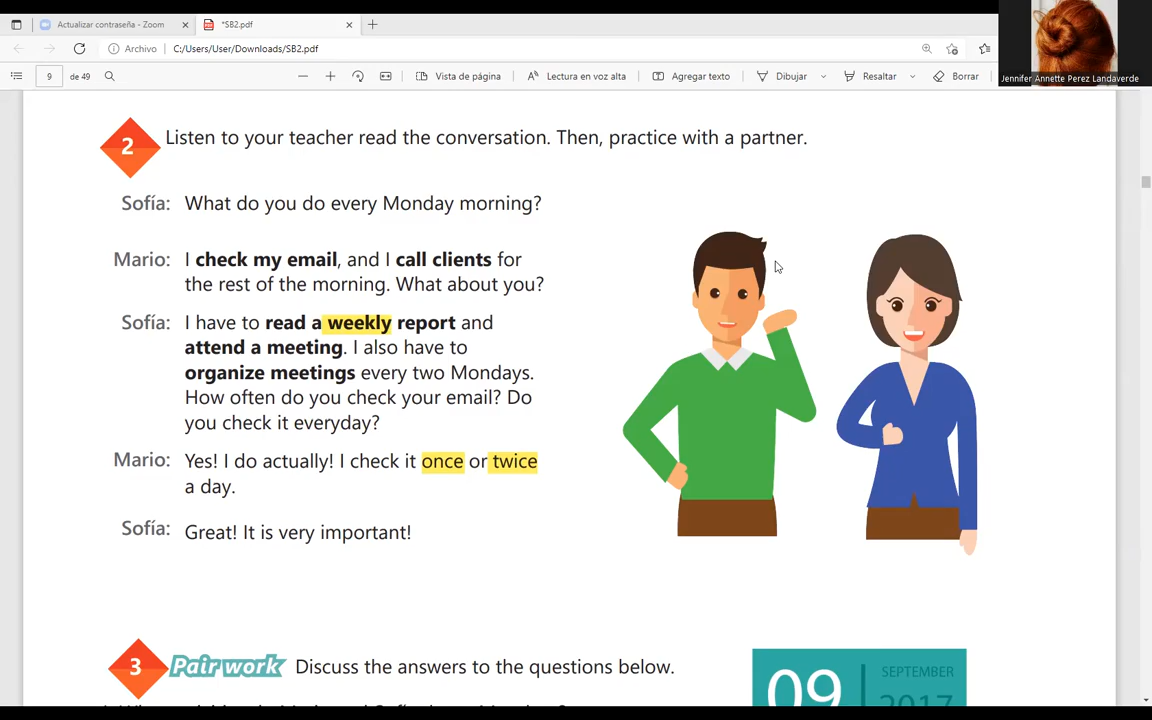 Actualizar contraseña - Zoom
*SB2.pdf
Archivo
C:/Users/User/Downloads/SB2.pdf
9 de 49
Vista de página
Lectura en voz alta
Agregar texto
Dibujar
Resaltar
Borrar
Jennifer Annette Perez Landaverde
2 Listen to your teacher read the conversation. Then, practice with a partner.
Sofía: What do you do every Monday morning?
Mario: I check my email, and I call clients for
the rest of the morning. What about you?
Sofía: I have to read a weekly report and
attend a meeting. I also have to
organize meetings every two Mondays.
How often do you check your email? Do
you check it everyday?
Mario: Yes! I do actually! I check it once or twice
a day.
Sofía: Great! It is very important!
3 Pair work Discuss the answers to the questions below.
09
SEPTEMBER
2017